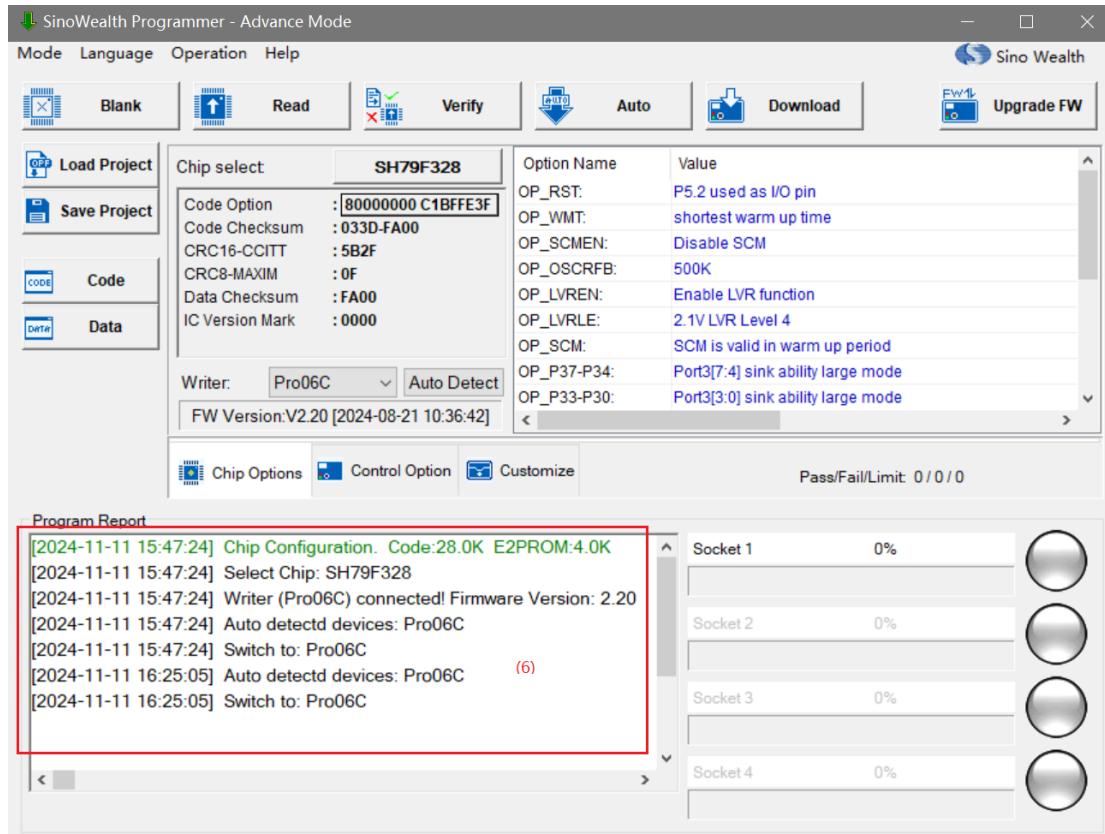 SinoWealth Programmer - Advance Mode
Mode Language Operation Help
Sino Wealth
Blank
Read
Verify
AUTO
Auto
Download
FW
Upgrade FW
OPP
Load Project
Save Project
CODE
Code
DATA
Data
Chip select:
SH79F328
Code Option : 80000000 C1BFFE3F
Code Checksum : 033D-FA00
CRC16-CCITT : 5B2F
CRC8-MAXIM : 0F
Data Checksum : FA00
IC Version Mark : 0000
Writer: Pro06C Auto Detect
FW Version:V2.20 [2024-08-21 10:36:42]
Option Name Value
OP_RST: P5.2 used as I/O pin
OP_WMT: shortest warm up time
OP_SCMEN: Disable SCM
OP_OSCRFB: 500K
OP_LVREN: Enable LVR function
OP_LVRLE: 2.1V LVR Level 4
OP_SCM: SCM is valid in warm up period
OP_P37-P34: Port3[7:4] sink ability large mode
OP_P33-P30: Port3[3:0] sink ability large mode
Chip Options
Control Option
Customize
Pass/Fail/Limit: 0 / 0 / 0
Program Report
[2024-11-11 15:47:24] Chip Configuration. Code:28.0K E2PROM:4.0K
[2024-11-11 15:47:24] Select Chip: SH79F328
[2024-11-11 15:47:24] Writer (Pro06C) connected! Firmware Version: 2.20
[2024-11-11 15:47:24] Auto detectd devices: Pro06C
[2024-11-11 15:47:24] Switch to: Pro06C
[2024-11-11 16:25:05] Auto detectd devices: Pro06C
[2024-11-11 16:25:05] Switch to: Pro06C
(6)
Socket 1 0%
Socket 2 0%
Socket 3 0%
Socket 4 0%